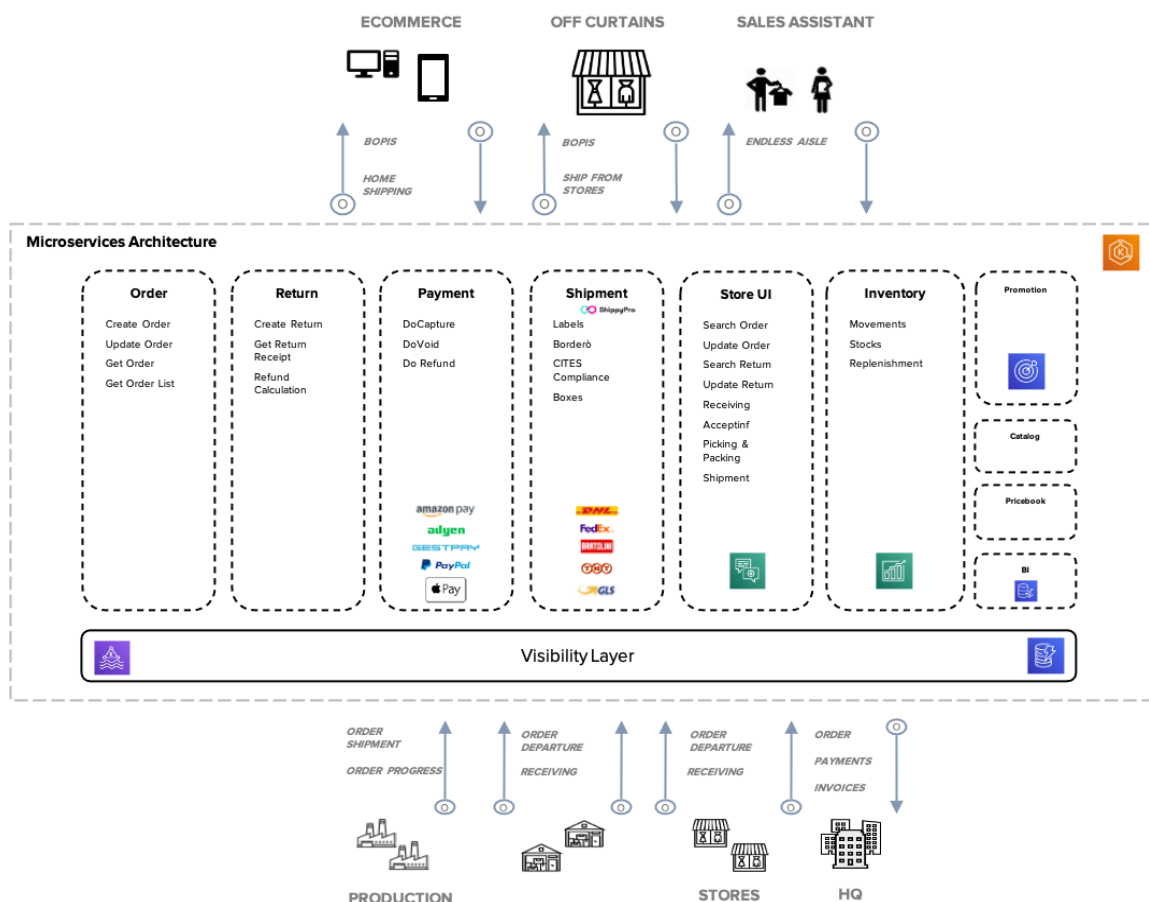 ECOMMERCE
OFF CURTAINS
SALES ASSISTANT
BOPIS
HOME
SHIPPING
BOPIS
SHIP FROM
STORES
ENDLESS AISLE
O
O
O
O
O
O
Microservices Architecture
K
Order
Create Order
Update Order
Get Order
Get Order List
Return
Create Return
Get Return
Receipt
Refund
Calculation
Payment
DoCapture
DoVoid
Do Refund
amazon pay
adyen
GESTPAY
PayPal
Pay
Shipment
ShippyPro
Labels
Borderò
CITES
Compliance
Boxes
DHL
FedEx
BARTOLINI
TNT
GLS
Store UI
Search Order
Update Order
Search Return
Update Return
Receiving
Acceptinf
Picking &
Packing
Shipment
Inventory
Movements
Stocks
Replenishment
Promotion
Catalog
Pricebook
BI
Visibility Layer
ORDER
SHIPMENT
ORDER PROGRESS
ORDER
DEPARTURE
RECEIVING
ORDER
DEPARTURE
RECEIVING
ORDER
PAYMENTS
INVOICES
O
O
O
O
O
O
PRODUCTION
STORES
HQ